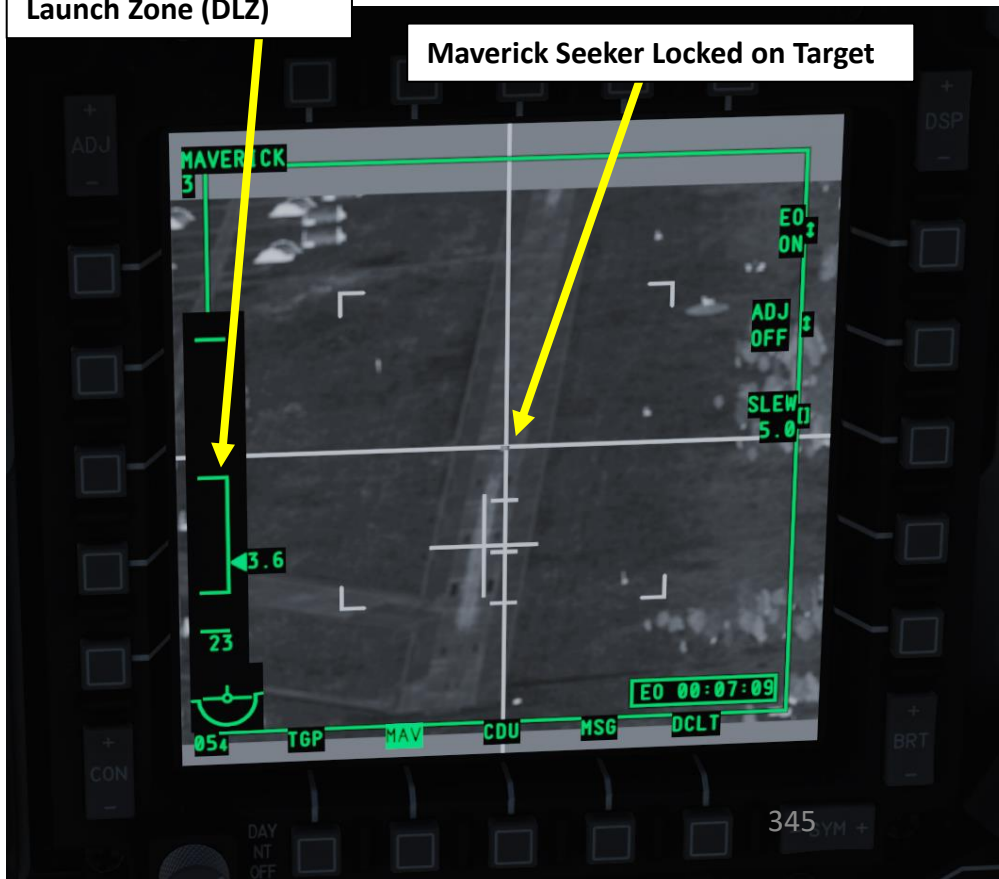 Launch Zone (DLZ)
Maverick Seeker Locked on Target
+
ADJ
-
+
DSP
-
MAVERICK
3
EO
ON
ADJ
OFF
SLEW
5.0
3.6
23
EO 00:07:09
054
TGP
MAV
CDU
MSG
DCLT
+
CON
-
+
BRT
-
DAY
NT
OFF
345
SYM +